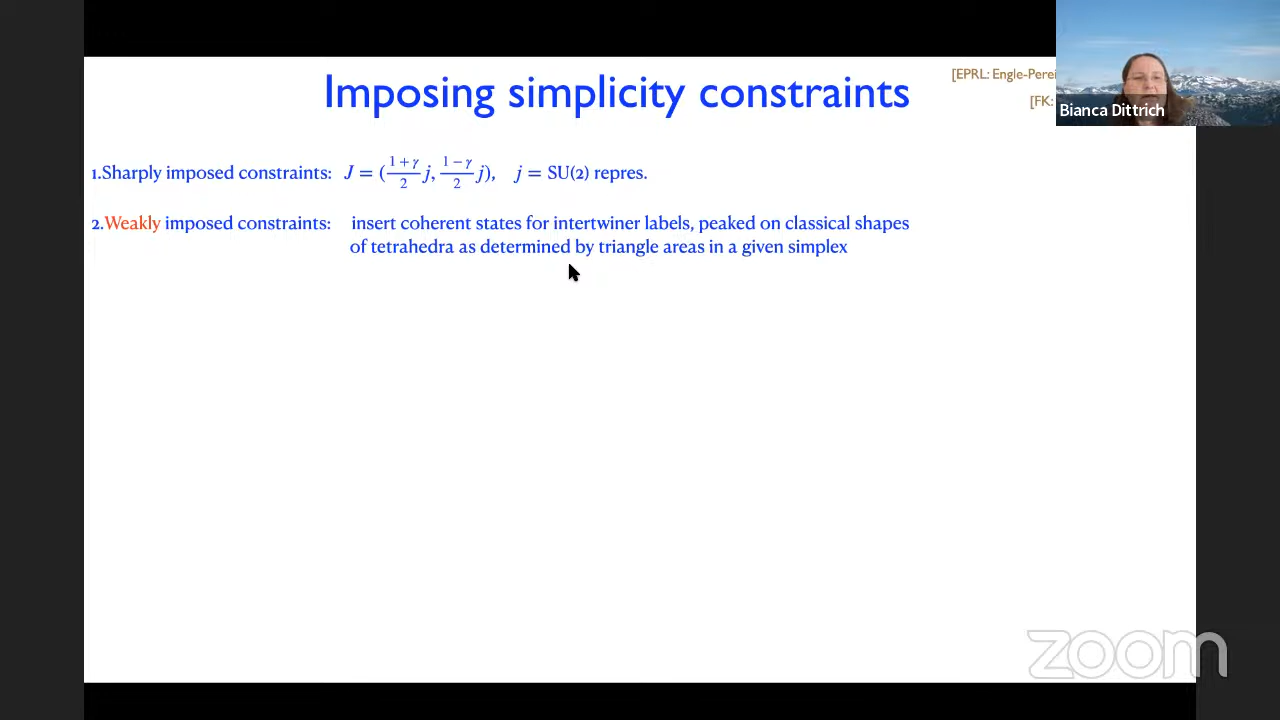 Imposing simplicity constraints
[EPRL: Engle-Perei
[FK:
Bianca Dittrich
1.Sharply imposed constraints: J = (\frac{1+γ}{2} j, \frac{1−γ}{2} j), j = SU(2) repres.
2.Weakly imposed constraints: insert coherent states for intertwiner labels, peaked on classical shapes
of tetrahedra as determined by triangle areas in a given simplex
zoom